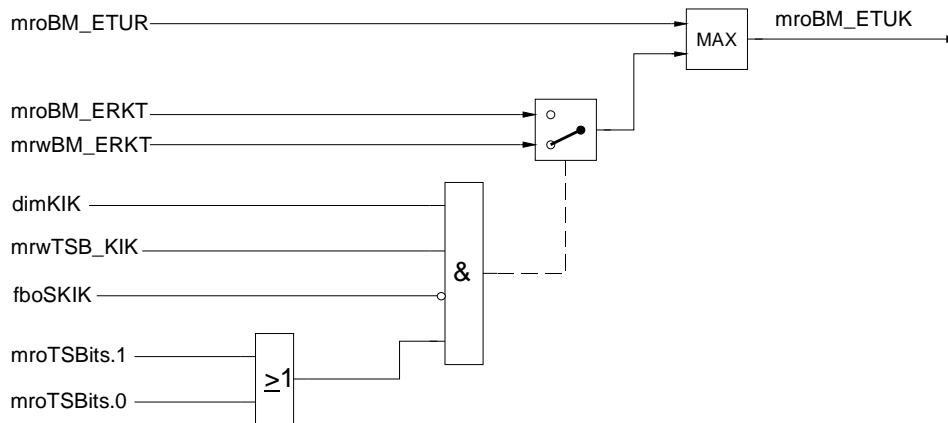 mroBM_ETUR
MAX
mroBM_ETUK
mroBM_ERKT
mrwBM_ERKT
dimKIK
mrwTSB_KIK
&
fboSKIK
mroTSBits.1
≥1
mroTSBits.0